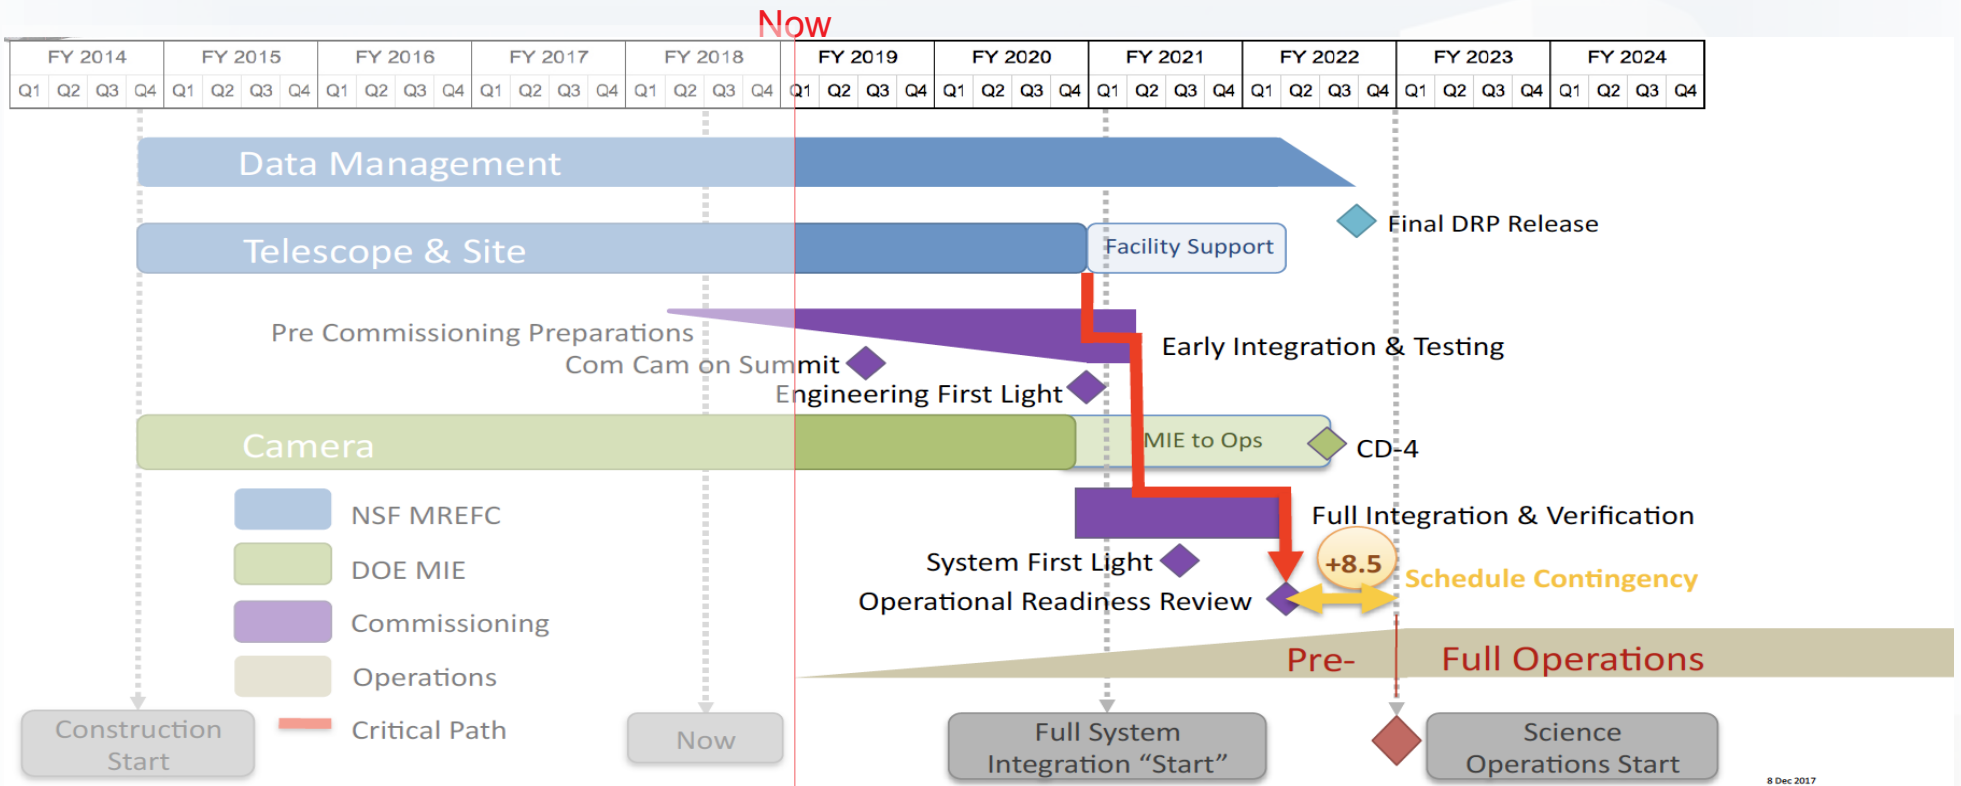 Now
FY 2014 FY 2015 FY 2016 FY 2017 FY 2018 FY 2019 FY 2020 FY 2021 FY 2022 FY 2023 FY 2024
Q1 Q2 Q3 Q4 Q1 Q2 Q3 Q4 Q1 Q2 Q3 Q4 Q1 Q2 Q3 Q4 Q1 Q2 Q3 Q4 Q1 Q2 Q3 Q4 Q1 Q2 Q3 Q4 Q1 Q2 Q3 Q4 Q1 Q2 Q3 Q4 Q1 Q2 Q3 Q4 Q1 Q2 Q3 Q4
Data Management
Final DRP Release
Telescope & Site
Facility Support
Pre Commissioning Preparations
Early Integration & Testing
Com Cam on Summit
Engineering First Light
Camera
MIE to Ops
CD-4
NSF MREFC
Full Integration & Verification
DOE MIE
System First Light
+8.5
Schedule Contingency
Operational Readiness Review
Commissioning
Pre-
Full Operations
Operations
Critical Path
Construction
Start
Now
Full System
Integration “Start”
Science
Operations Start
8 Dec 2017